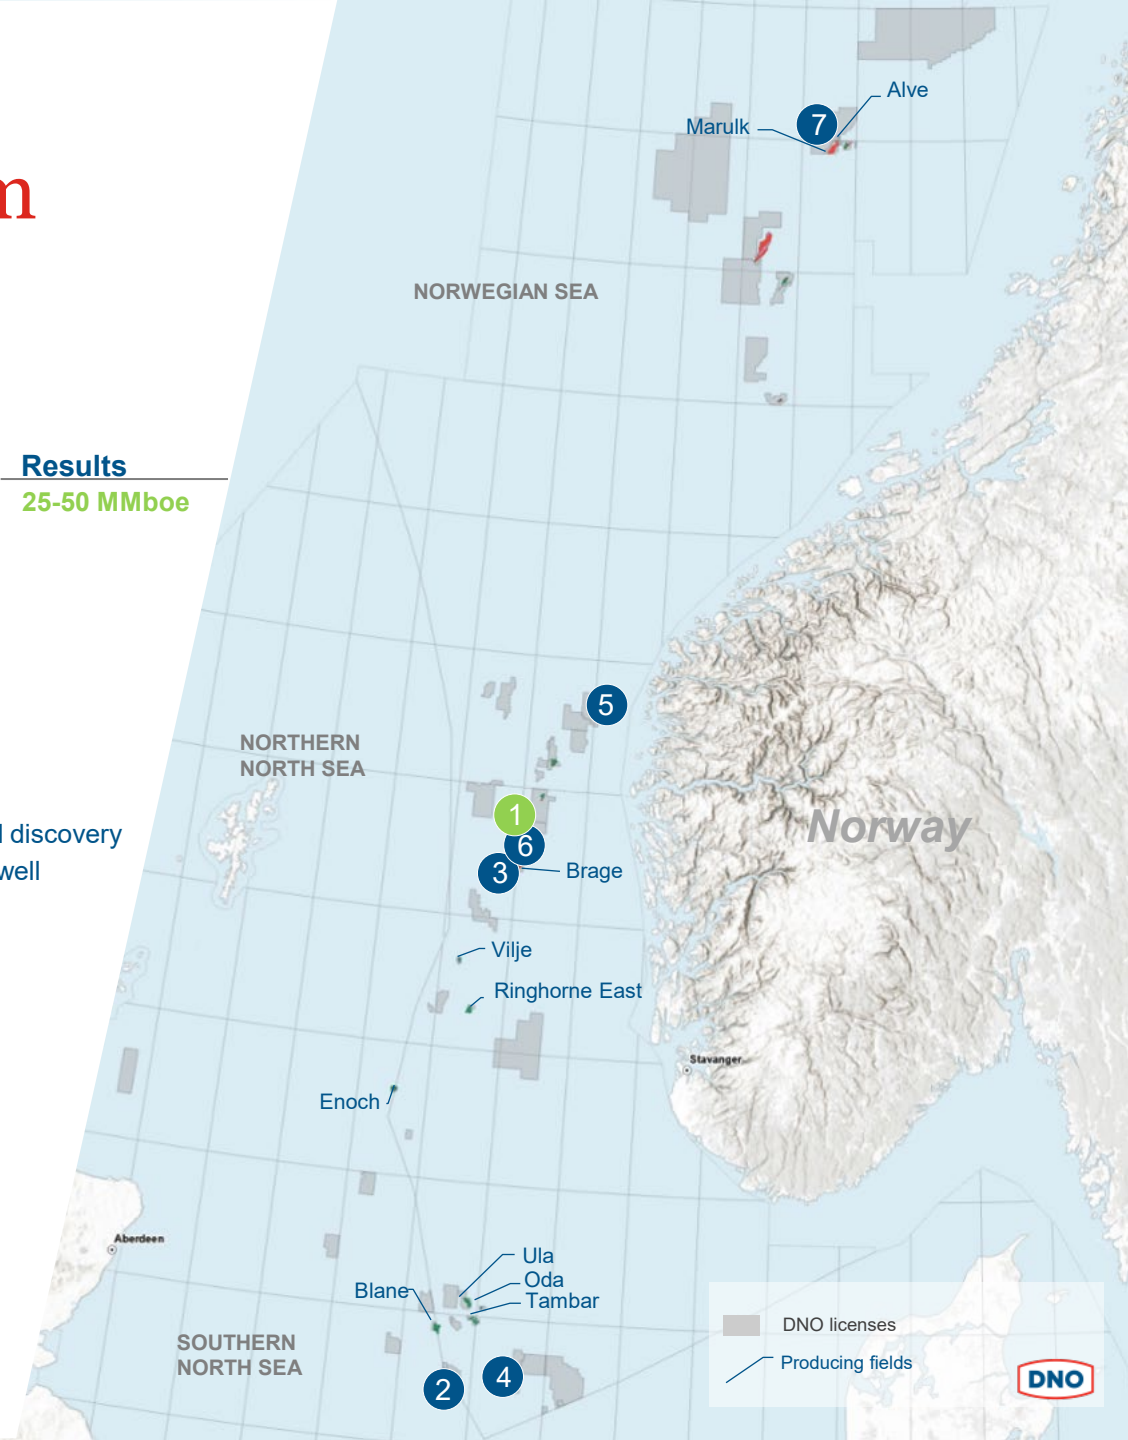 m
Alve
7
Marulk
NORWEGIAN SEA
Results
25-50 MMboe
5
NORTHERN
NORTH SEA
1
Norway
discovery
6
well
3
Brage
Vilje
Ringhorne East
Stavanger
Enoch
Aberdeen
Ula
Oda
Blane
Tambar
SOUTHERN
NORTH SEA
2
4
DNO licenses
Producing fields
DNO